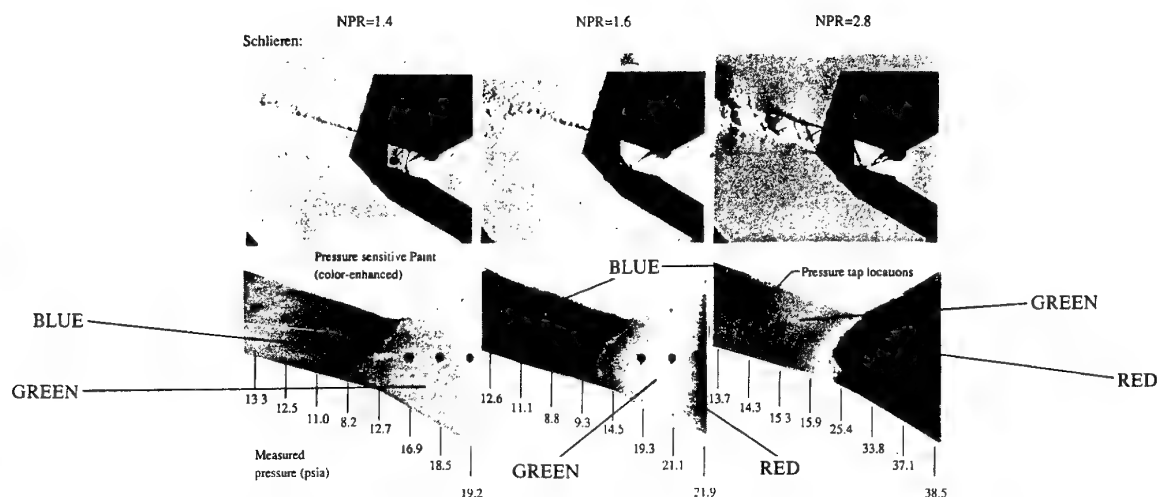 NPR=1.4
NPR=1.6
NPR=2.8
Schlieren:
Pressure sensitive Paint
(color-enhanced)
BLUE
Pressure tap locations
GREEN
BLUE
RED
GREEN
13.3
12.5
11.0
8.2
12.7
16.9
18.5
19.2
12.6
11.1
8.8
9.3
14.5
19.3
21.1
21.9
13.7
14.3
15.3
15.9
25.4
33.8
37.1
38.5
Measured
pressure (psia)
GREEN
RED